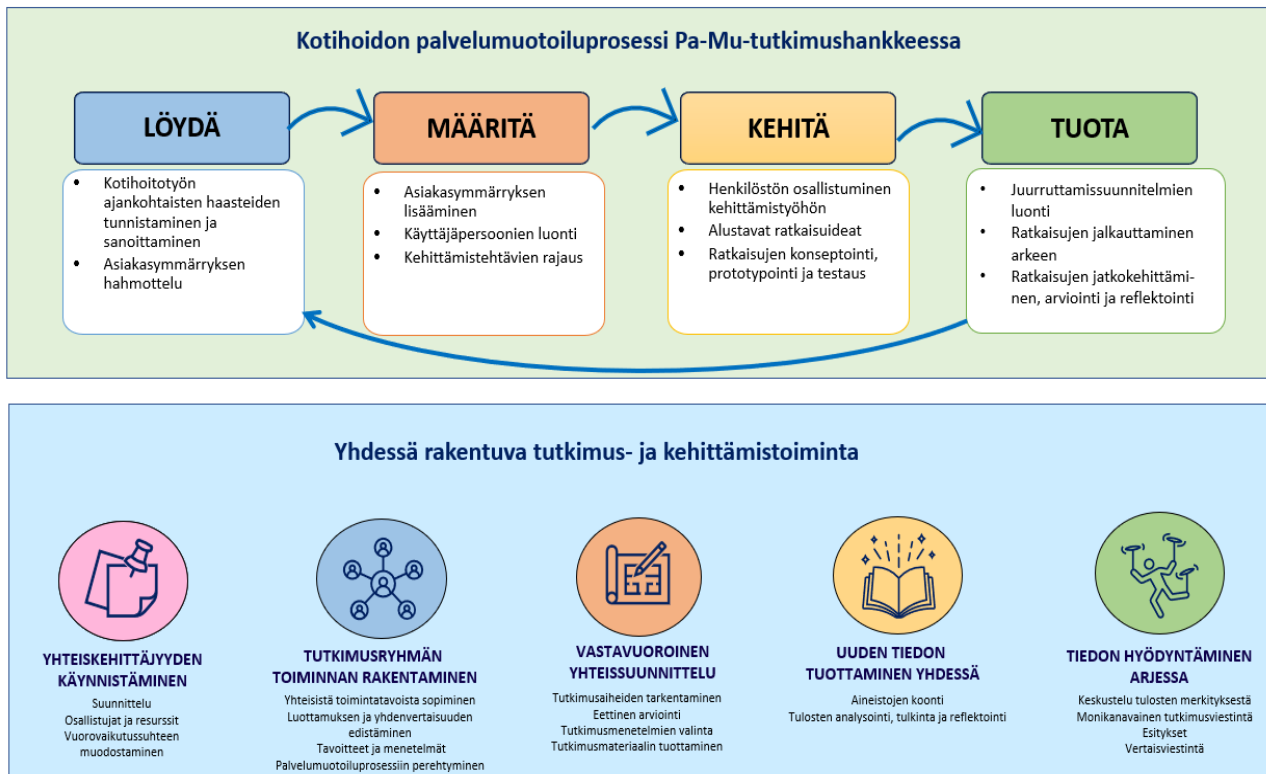 Kotihoidon palvelumuotoiluprosessi Pa-Mu-tutkimushankkeessa
LÖYDÄ
Kotihoitotyön
ajankohtaisten haasteiden
tunnistaminen ja
sanoittaminen
Asiakasymmärryksen
hahmottelu
MÄÄRITÄ
Asiakasymmärryksen
lisääminen
Käyttäjäpersoonien luonti
Kehittämistehtävien rajaus
KEHITÄ
Henkilöstön osallistuminen
kehittämistyöhön
Alustavat ratkaisuideat
Ratkaisujen konseptointi,
prototypointi ja testaus
TUOTA
Juurruttamissuunnitelmien
luonti
Ratkaisujen jalkauttaminen
arkeen
Ratkaisujen jatkokehittämi-
nen, arviointi ja reflektointi
Yhdessä rakentuva tutkimus- ja kehittämistoiminta
YHTEISKEHITTÄJYYDEN
KÄYNNISTÄMINEN
Suunnittelu
Osallistujat ja resurssit
Vuorovaikutussuhteen
muodostaminen
TUTKIMUSRYHMÄN
TOIMINNAN RAKENTAMINEN
Yhteisistä toimintatavoista sopiminen
Luottamuksen ja yhdenvertaisuuden
edistäminen
Tavoitteet ja menetelmät
Palvelumuotoiluprosessiin perehtyminen
VASTAVUOROINEN
YHTEISSUUNNITTELU
Tutkimusaiheiden tarkentaminen
Eettinen arviointi
Tutkimusmenetelmien valinta
Tutkimusmateriaalin tuottaminen
UUDEN TIEDON
TUOTTAMINEN YHDESSÄ
Aineistojen koonti
Tulosten analysointi, tulkinta ja reflektointi
TIEDON HYÖDYNTÄMINEN
ARJESSA
Keskustelu tulosten merkityksestä
Monikanavainen tutkimusviestintä
Esitykset
Vertaisviestintä